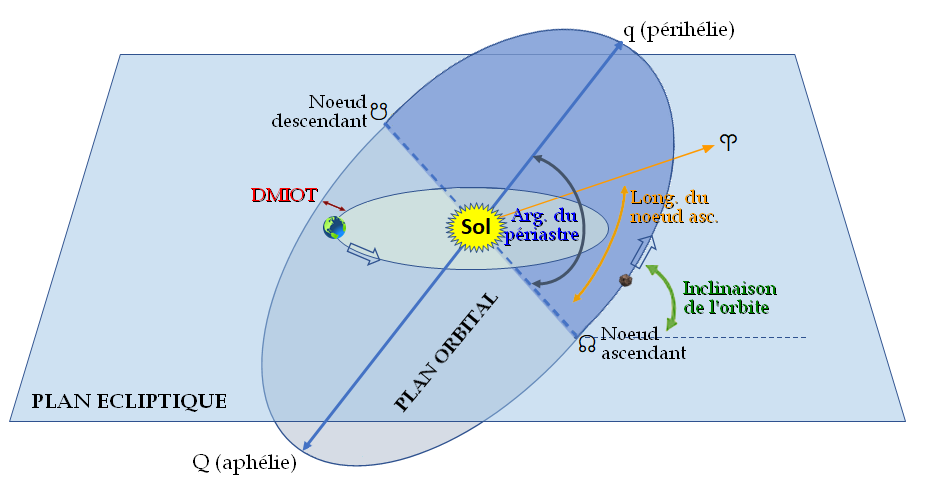 q (périhélie)
Noeud
descendant
☋
♈
DMIOT
Long. du
noeud asc.
Sol
Arg. du
périastre
Inclinaison
de l'orbite
PLAN ORBITAL
☊ Noeud
ascendant
PLAN ECLIPTIQUE
Q (aphélie)